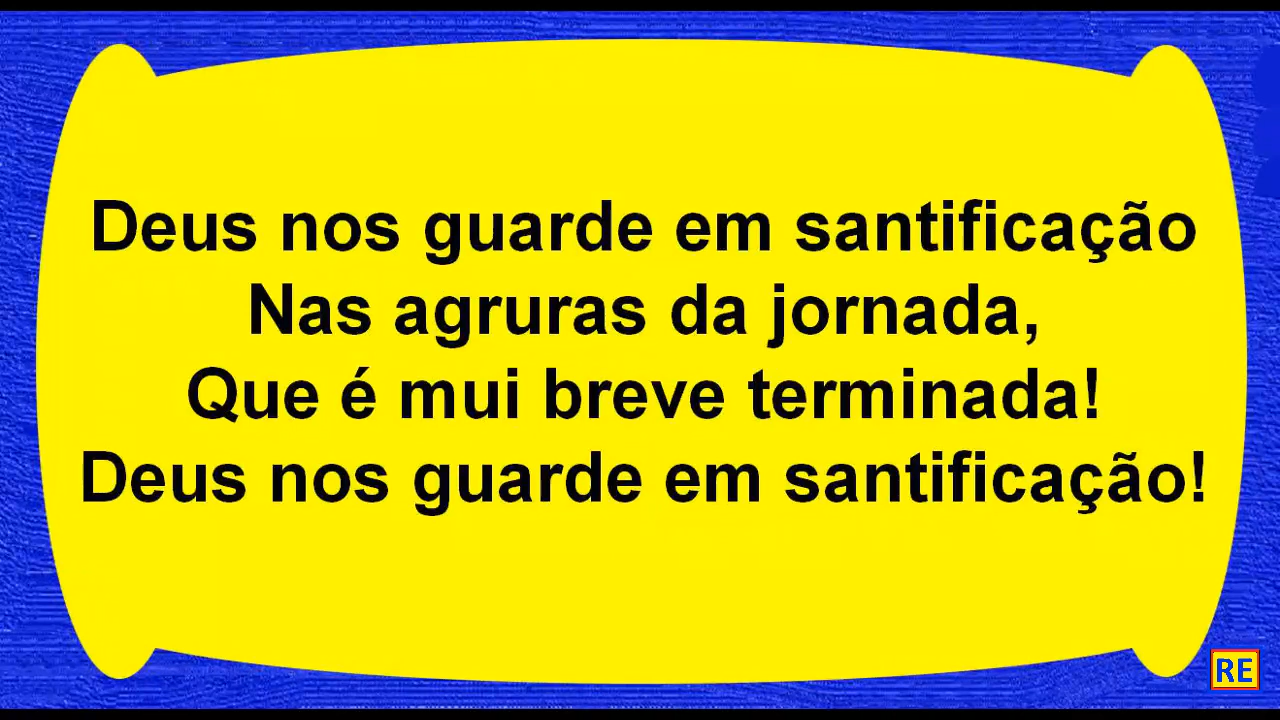 Deus nos guarde em santificação
Nas agruras da jornada,
Que é mui breve terminada!
Deus nos guarde em santificação!
RE